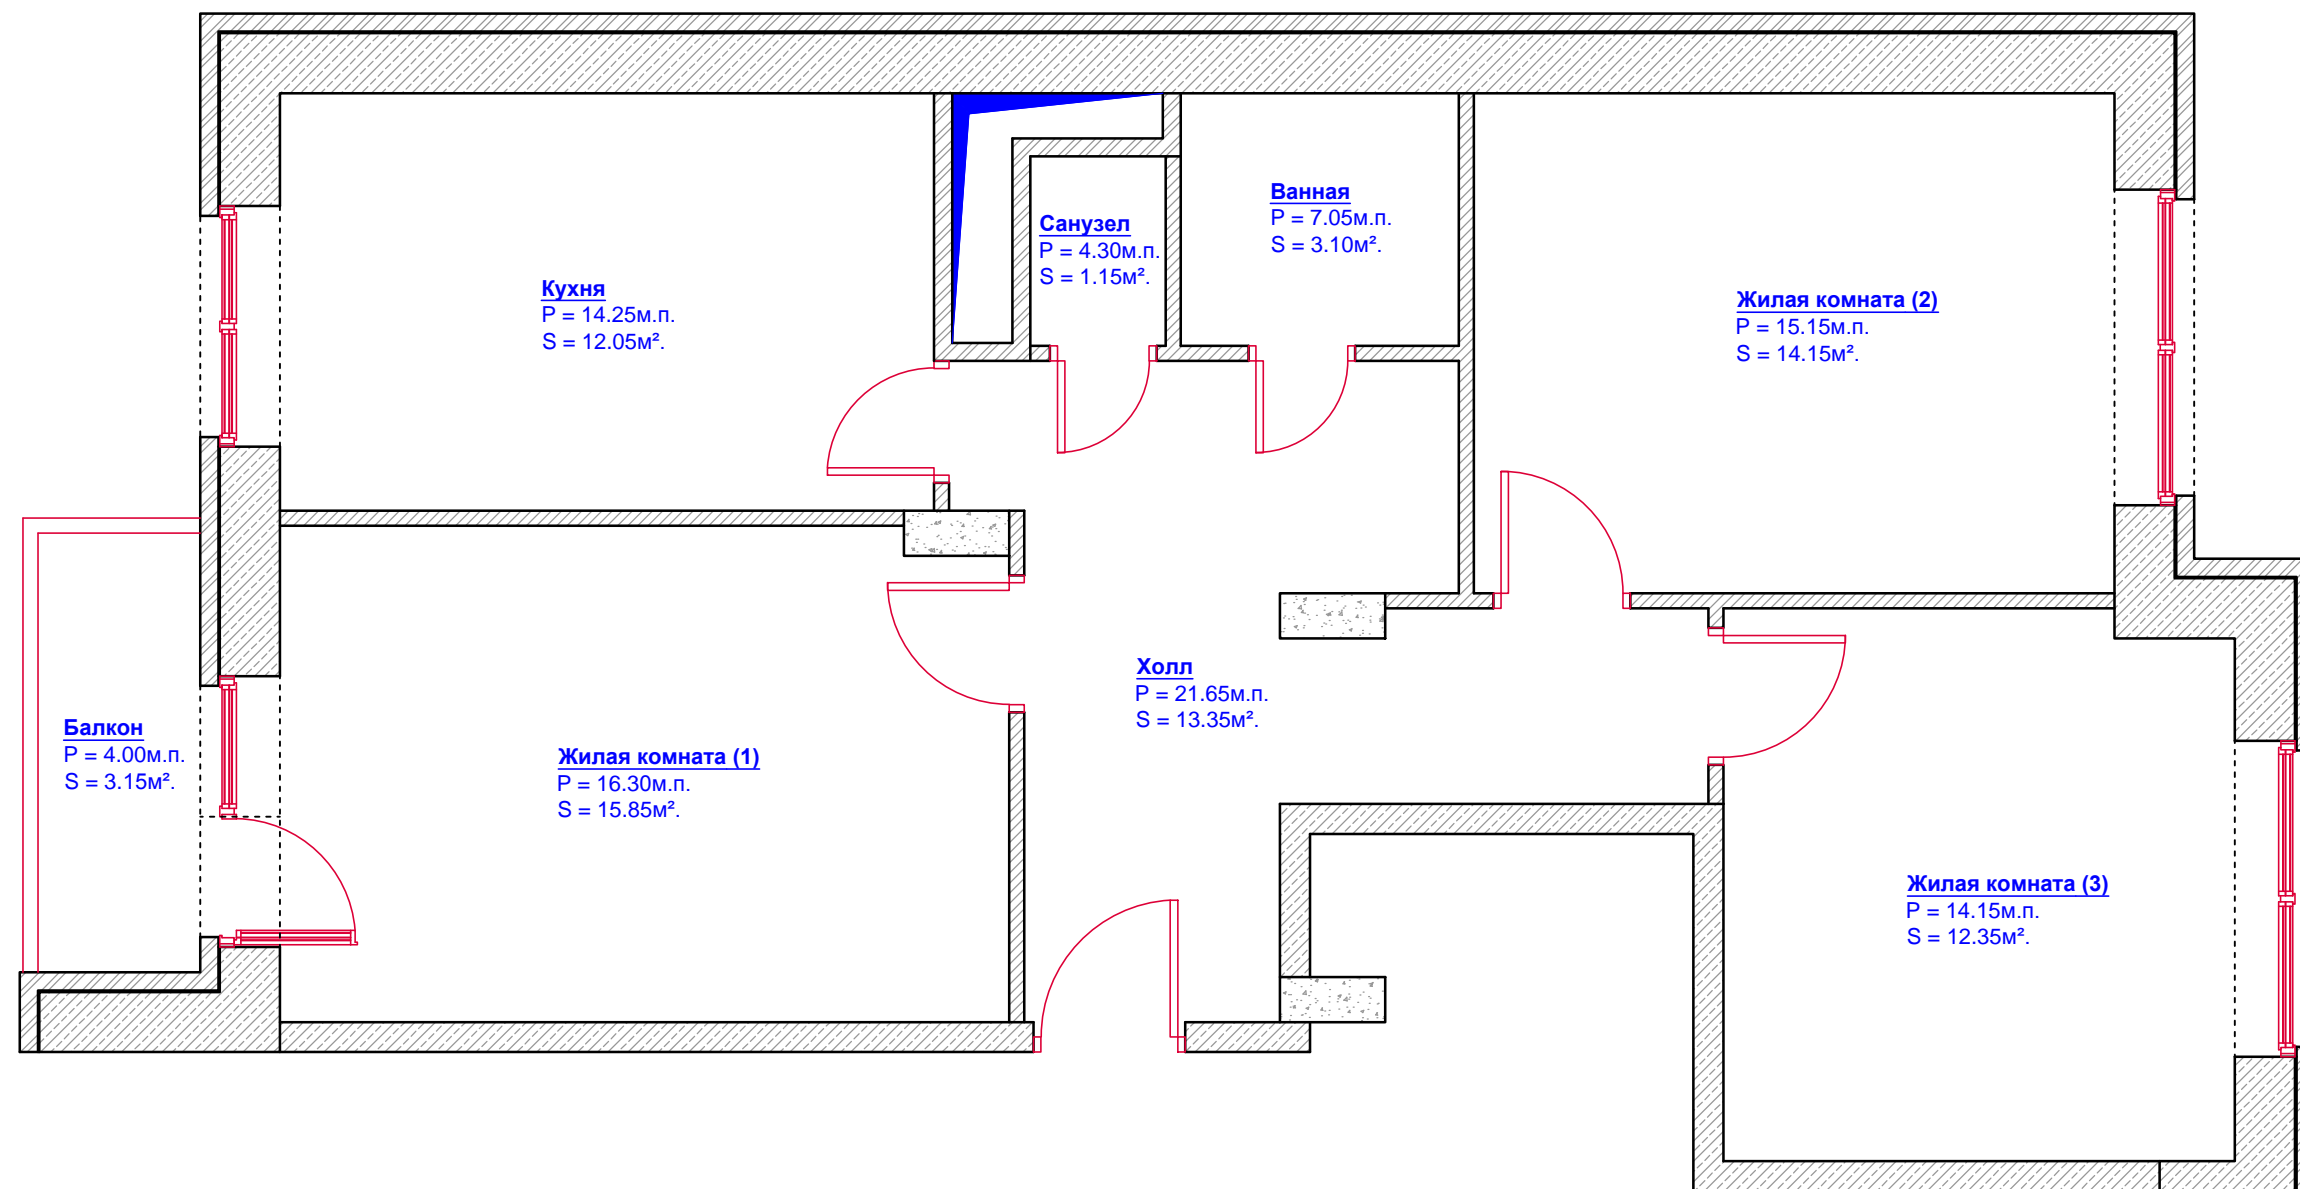 Ванная
P = 7.05м.п.
S = 3.10м².
Санузел
P = 4.30м.п.
S = 1.15м².
Кухня
P = 14.25м.п.
S = 12.05м².
Жилая комната (2)
P = 15.15м.п.
S = 14.15м².
Холл
P = 21.65м.п.
S = 13.35м².
Балкон
P = 4.00м.п.
S = 3.15м².
Жилая комната (1)
P = 16.30м.п.
S = 15.85м².
Жилая комната (3)
P = 14.15м.п.
S = 12.35м².